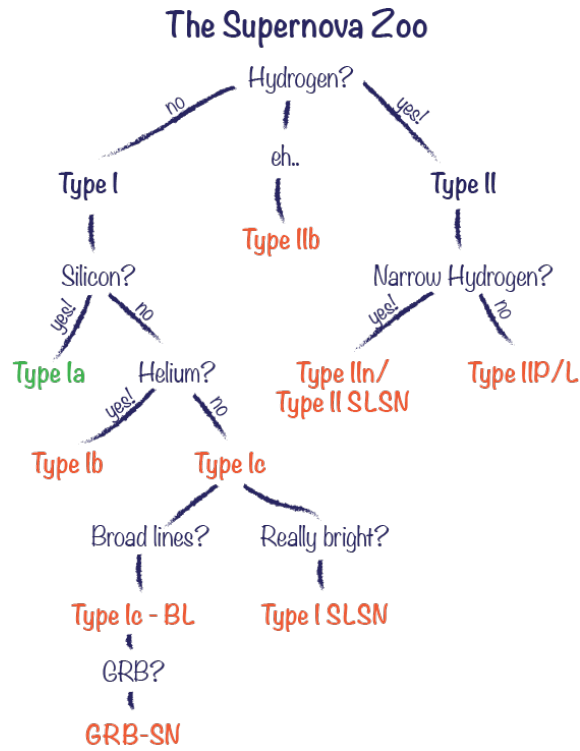 The Supernova Zoo
Hydrogen?
no
yes!
eh..
Type I
Type II
Type IIb
Silicon?
Narrow Hydrogen?
yes!
no
yes!
no
Type Ia
Helium?
Type IIn/
Type II SLSN
Type IIP/L
yes!
no
Type Ib
Type Ic
Broad lines?
Really bright?
Type Ic - BL
Type I SLSN
GRB?
GRB-SN